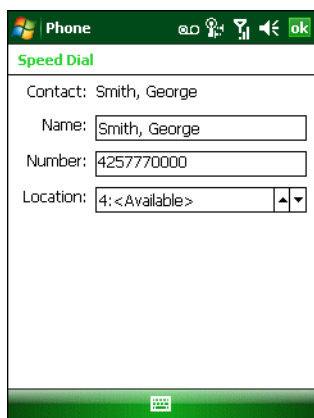 Phone ok
Speed Dial
Contact: Smith, George
Name: Smith, George
Number: 4257770000
Location: 4:<Available>